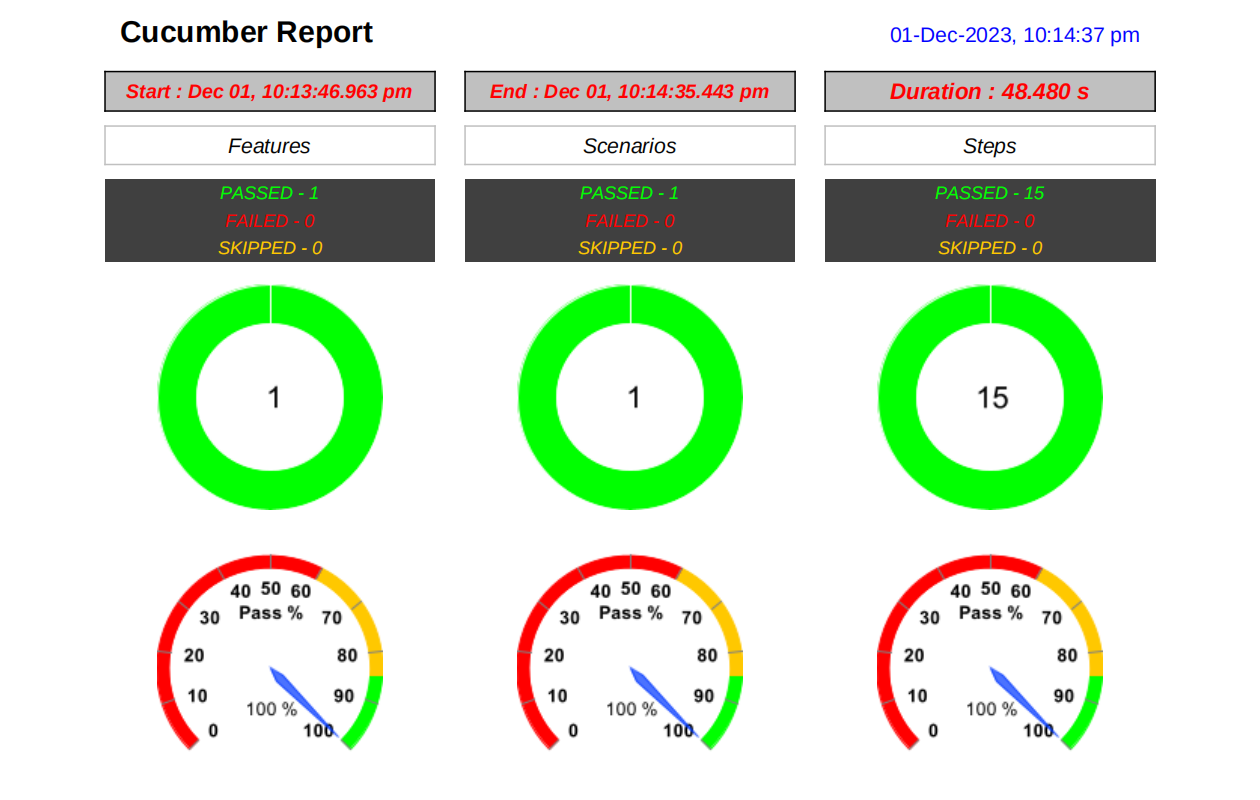 Cucumber Report
01-Dec-2023, 10:14:37 pm
Start : Dec 01, 10:13:46.963 pm
End : Dec 01, 10:14:35.443 pm
Duration : 48.480 s
Features
Scenarios
Steps
PASSED - 1
FAILED - 0
SKIPPED - 0
PASSED - 1
FAILED - 0
SKIPPED - 0
PASSED - 15
FAILED - 0
SKIPPED - 0
1
1
15
0
10
20
30
40
50
60
70
80
90
100
Pass %
100 %
0
10
20
30
40
50
60
70
80
90
100
Pass %
100 %
0
10
20
30
40
50
60
70
80
90
100
Pass %
100 %